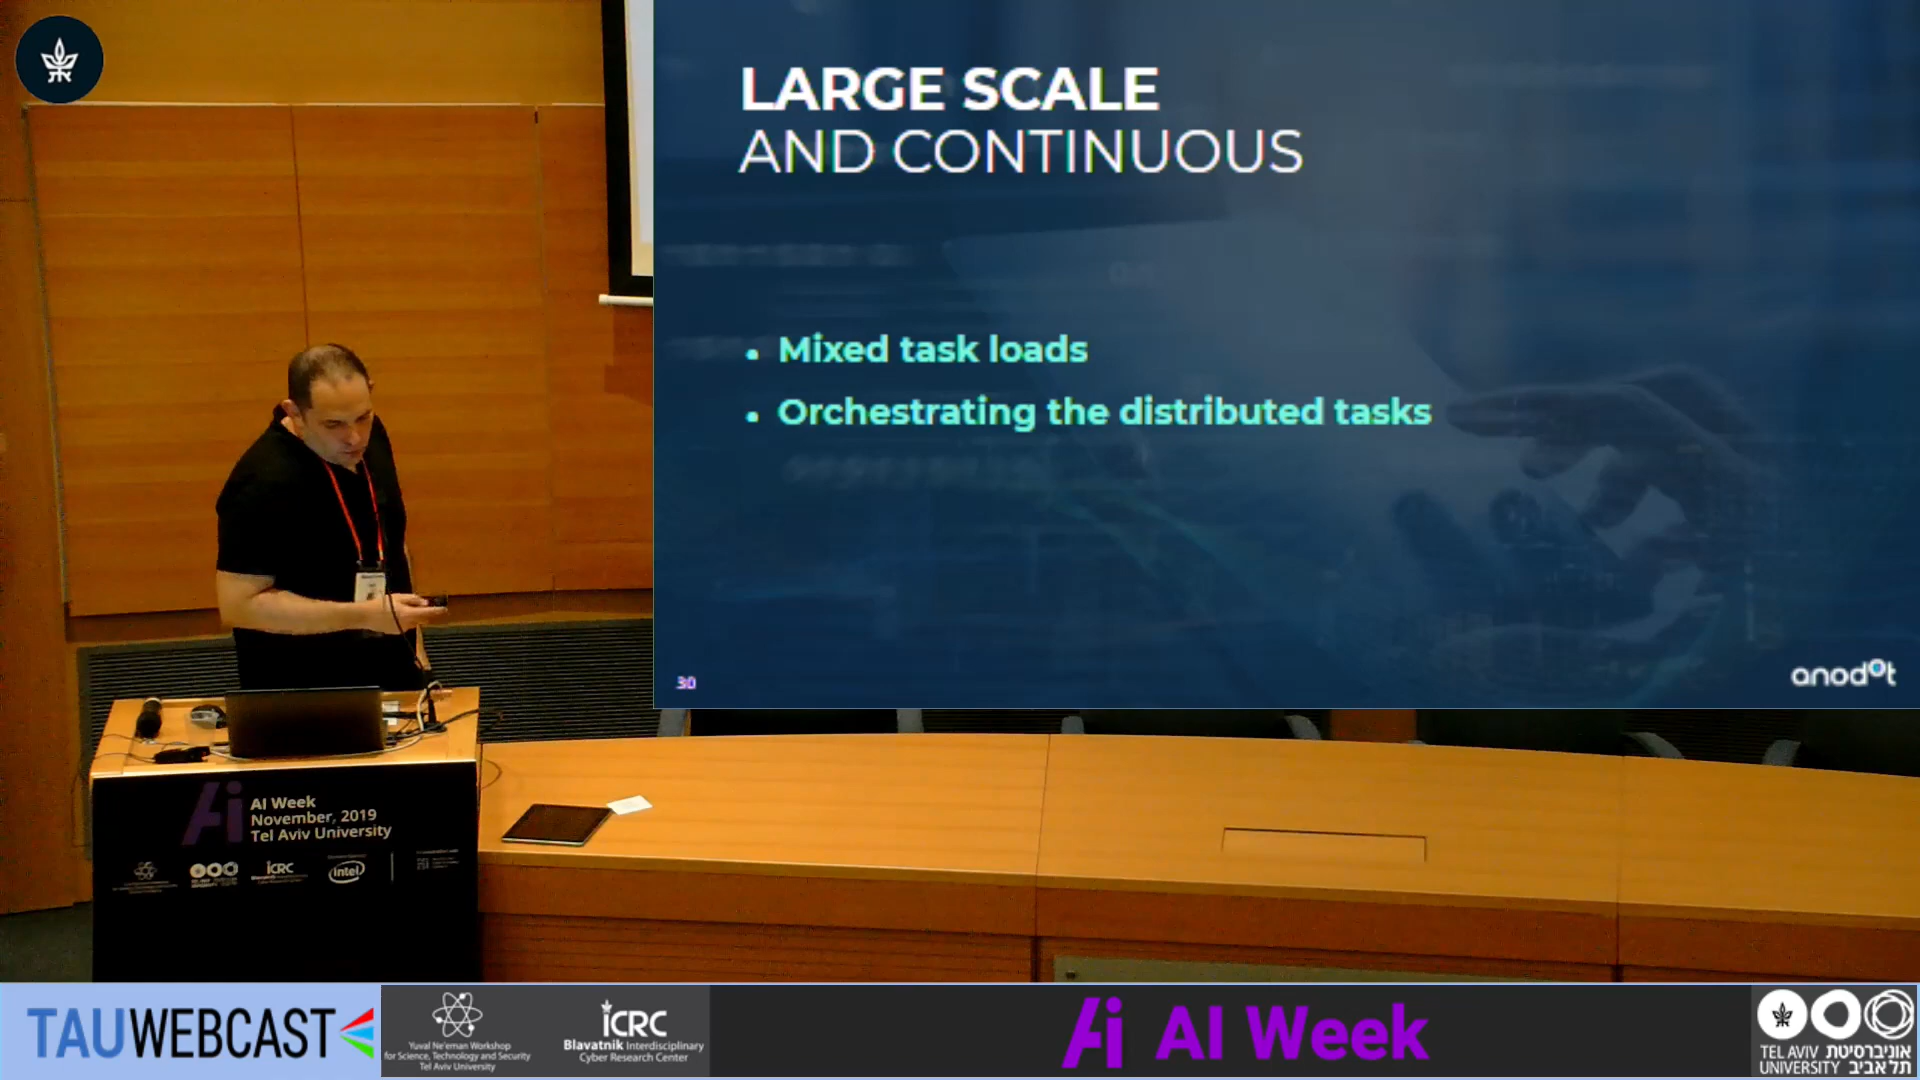 LARGE SCALE
AND CONTINUOUS
• Mixed task loads
• Orchestrating the distributed tasks
30
anodot
Ai
AI Week
November, 2019
Tel Aviv University
iCRC
intel
TAUWEBCAST
Yuval Ne'eman Workshop
for Science, Technology and Security
Tel Aviv University
iCRC
Blavatnik Interdisciplinary
Cyber Research Center
Ai AI Week
TEL AVIV אוניברסיטת
UNIVERSITY תל אביב